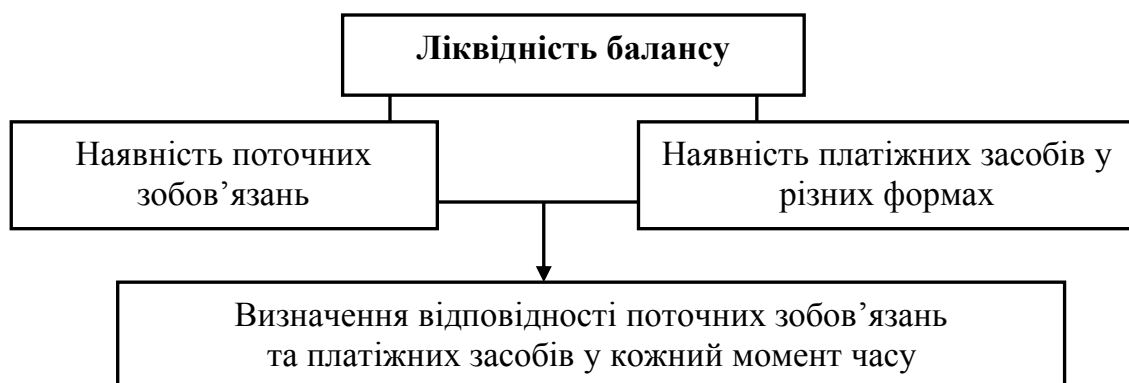 Ліквідність балансу
Наявність поточних
зобов’язань
Наявність платіжних засобів у
різних формах
Визначення відповідності поточних зобов’язань
та платіжних засобів у кожний момент часу